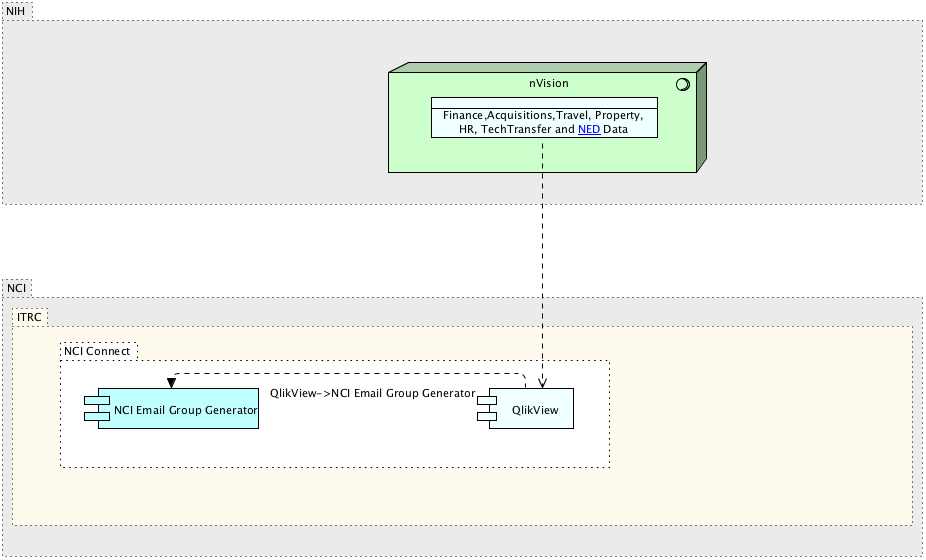 NIH
nVision
Finance,Acquisitions,Travel, Property,
HR, TechTransfer and NED Data
NCI
ITRC
NCI Connect
QlikView->NCI Email Group Generator
NCI Email Group Generator
QlikView